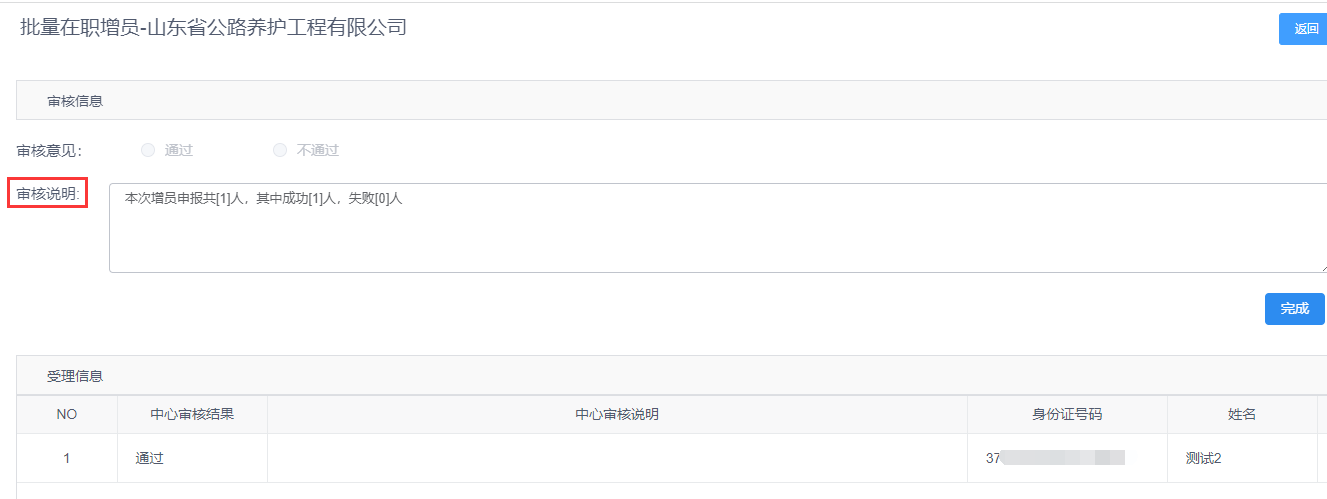 批量在职增员-山东省公路养护工程有限公司
返回
审核信息
审核意见: 通过 不通过
审核说明: 本次增员申报共[1]人，其中成功[1]人，失败[0]人
完成
受理信息
NO 中心审核结果 中心审核说明 身份证号码 姓名
1 通过 37 测试2